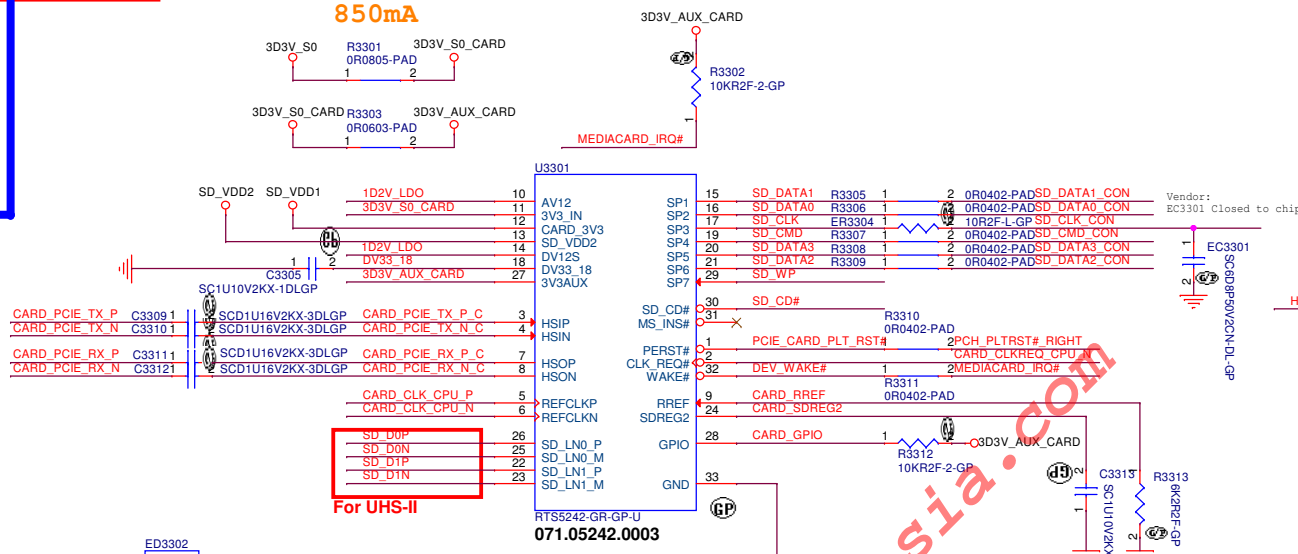 850mA
3D3V_S0
R3301
0R0805-PAD
3D3V_S0_CARD
1
2
3D3V_S0_CARD
R3303
0R0603-PAD
3D3V_AUX_CARD
1
2
3D3V_AUX_CARD
2
R3302
10KR2F-2-GP
1
MEDIACARD_IRQ#
U3301
SD_VDD2
SD_VDD1
1D2V_LDO 10 AV12
3D3V_S0_CARD 11 3V3_IN
12 CARD_3V3
13 SD_VDD2
1D2V_LDO 14 DV12S
DV33_18 18 DV33_18
3D3V_AUX_CARD 27 3V3AUX
1
2
C3305
SC1U10V2KX-1DLGP
CARD_PCIE_TX_P C3309 1 SCD1U16V2KX-3DLGP CARD_PCIE_TX_P_C 3 HSIP
CARD_PCIE_TX_N C3310 1 CARD_PCIE_TX_N_C 4 HSIN
CARD_PCIE_RX_P C3311 1 SCD1U16V2KX-3DLGP CARD_PCIE_RX_P_C 7 HSOP
CARD_PCIE_RX_N C3312 1 SCD1U16V2KX-3DLGP CARD_PCIE_RX_N_C 8 HSON
CARD_CLK_CPU_P 5 REFCLKP
CARD_CLK_CPU_N 6 REFCLKN
SD_D0P 26 SD_LN0_P
SD_D0N 25 SD_LN0_M
SD_D1P 22 SD_LN1_P
SD_D1N 23 SD_LN1_M
For UHS-II
SP1 15 SD_DATA1 R3305 1 2 0R0402-PAD SD_DATA1_CON
SP2 16 SD_DATA0 R3306 1 0R0402-PAD SD_DATA0_CON
SP3 17 SD_CLK ER3304 1 2 10R2F-L-GP SD_CLK_CON
SP4 19 SD_CMD R3307 1 2 0R0402-PAD SD_CMD_CON
SP5 20 SD_DATA3 R3308 1 2 0R0402-PAD SD_DATA3_CON
SP6 21 SD_DATA2 R3309 1 2 0R0402-PAD SD_DATA2_CON
SP7 29 SD_WP
SD_CD# 30 SD_CD#
MS_INS# 31
R3310
0R0402-PAD
PERST# 1 PCIE_CARD_PLT_RST# 1 2 PCH_PLTRST#_RIGHT
CLK_REQ# 2 CARD_CLKREQ_CPU_N
WAKE# 32 DEV_WAKE# 1 2 MEDIACARD_IRQ#
R3311
0R0402-PAD
RREF 9 CARD_RREF
SDREG2 24 CARD_SDREG2
GPIO 28 CARD_GPIO 1 2 3D3V_AUX_CARD
R3312
10KR2F-2-GP
GND 33
GP
RTS5242-GR-GP-U
071.05242.0003
Vendor:
EC3301 Closed to chip
1
EC3301
SC6D8P50V2CN-DL-GP
2
GP
C3313
SC1U10V2KX
2
1
GP
R3313
6K2R2F-GP
1
2
GP
sia.com
H
ED3302